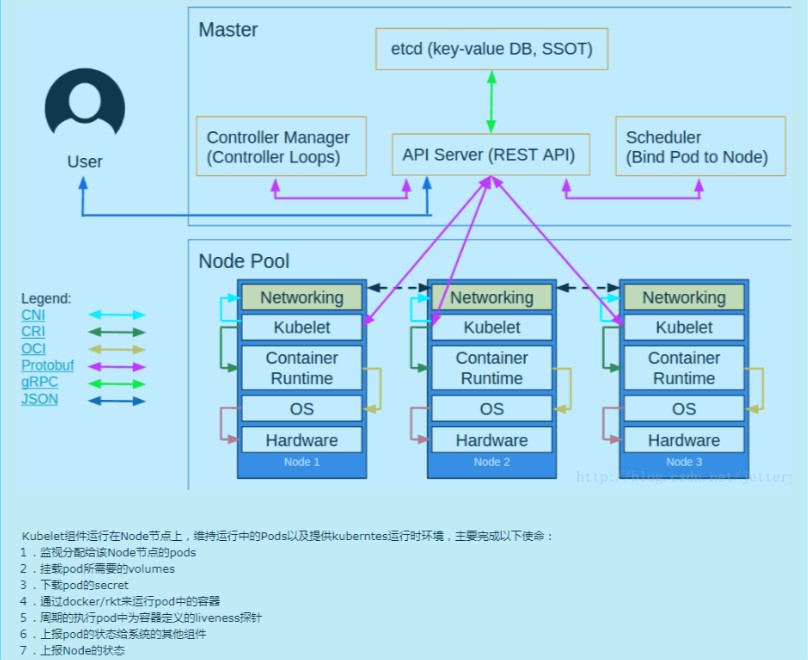 Master
etcd (key-value DB, SSOT)
Controller Manager
(Controller Loops)
API Server (REST API)
Scheduler
(Bind Pod to Node)
User
Node Pool
Legend:
CNI
CRI
OCI
Protobuf
gRPC
JSON
Networking
Kubelet
Container
Runtime
OS
Hardware
Node 1
Networking
Kubelet
Container
Runtime
OS
Hardware
Node 2
Networking
Kubelet
Container
Runtime
OS
Hardware
Node 3
http://blog.csdn.net/jettery
Kubelet组件运行在Node节点上，维持运行中的Pods以及提供kuberntes运行时环境，主要完成以下使命：
１．监视分配给该Node节点的pods
２．挂载pod所需要的volumes
３．下载pod的secret
４．通过docker/rkt来运行pod中的容器
５．周期的执行pod中为容器定义的liveness探针
６．上报pod的状态给系统的其他组件
７．上报Node的状态